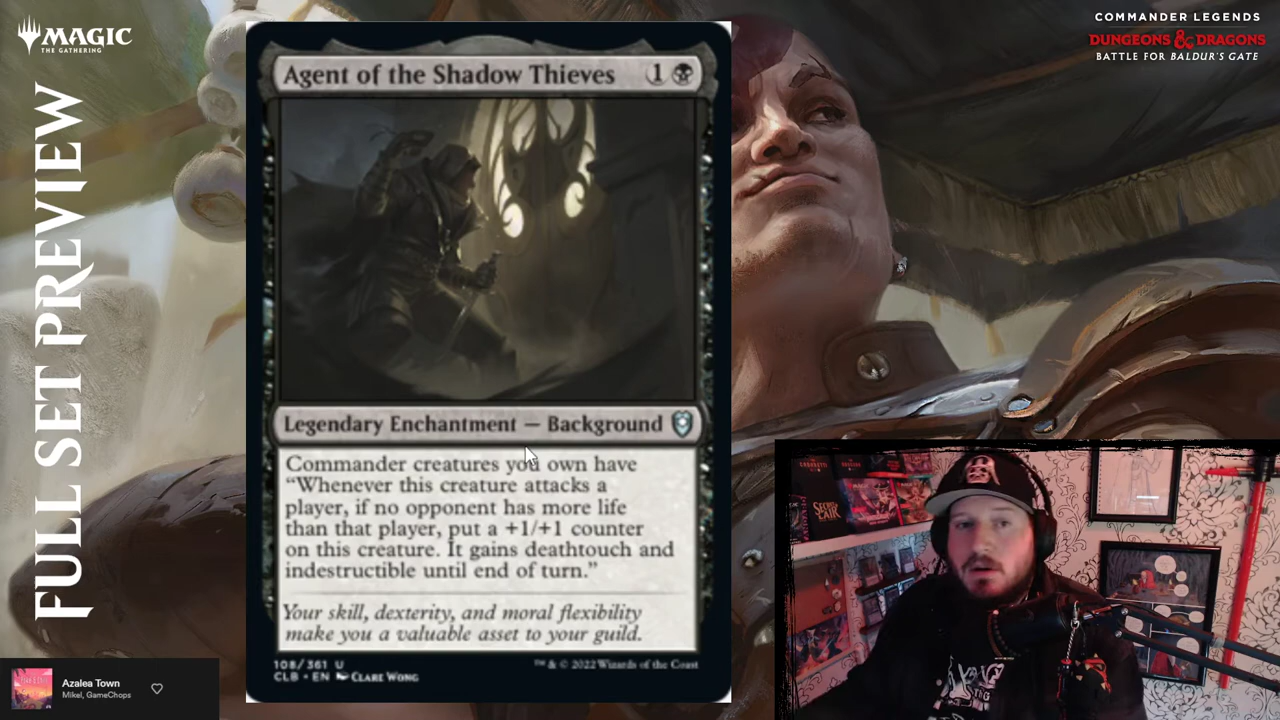 MAGIC
THE GATHERING
COMMANDER LEGENDS
DUNGEONS & DRAGONS
BATTLE FOR BALDUR'S GATE
FULL SET PREVIEW
Agent of the Shadow Thieves 1
Legendary Enchantment — Background
Commander creatures you own have
“Whenever this creature attacks a
player, if no opponent has more life
than that player, put a +1/+1 counter
on this creature. It gains deathtouch and
indestructible until end of turn.”
Your skill, dexterity, and moral flexibility
make you a valuable asset to your guild.
108/361 U
CLB • EN CLARE WONG
™ & © 2022 Wizards of the Coast
Azalea Town
Mikel, GameChops
SECRET
LAIR